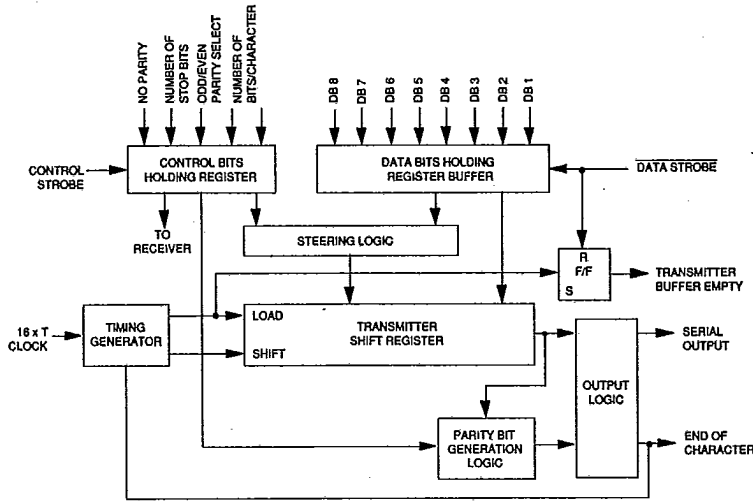 NO PARITY
NUMBER OF
STOP BITS
ODD/EVEN
PARITY SELECT
NUMBER OF
BITS/CHARACTER
DB 8
DB 7
DB 6
DB 5
DB 4
DB 3
DB 2
DB 1
CONTROL
STROBE
CONTROL BITS
HOLDING REGISTER
DATA BITS HOLDING
REGISTER BUFFER
DATA STROBE
TO
RECEIVER
STEERING LOGIC
R
F/F
S
TRANSMITTER
BUFFER EMPTY
16 x T
CLOCK
TIMING
GENERATOR
LOAD
SHIFT
TRANSMITTER
SHIFT REGISTER
OUTPUT
LOGIC
SERIAL
OUTPUT
PARITY BIT
GENERATION
LOGIC
END OF
CHARACTER